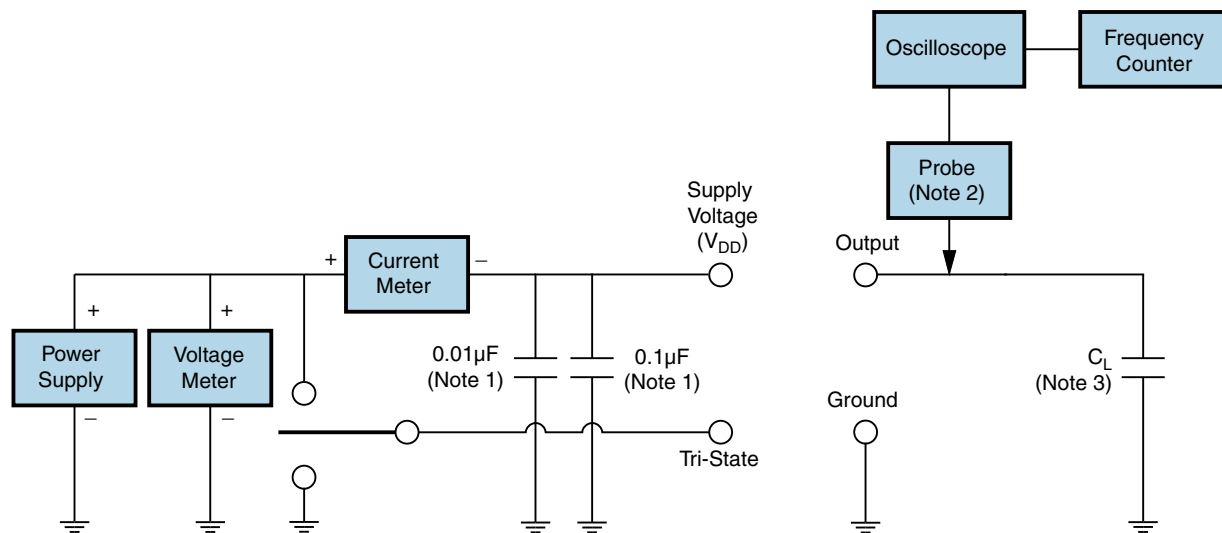 Oscilloscope
Frequency
Counter
Probe
(Note 2)
Supply
Voltage
(VDD)
Output
+
Current
Meter
–
+
Power
Supply
–
+
Voltage
Meter
–
0.01µF
(Note 1)
0.1µF
(Note 1)
CL
(Note 3)
Ground
Tri-State